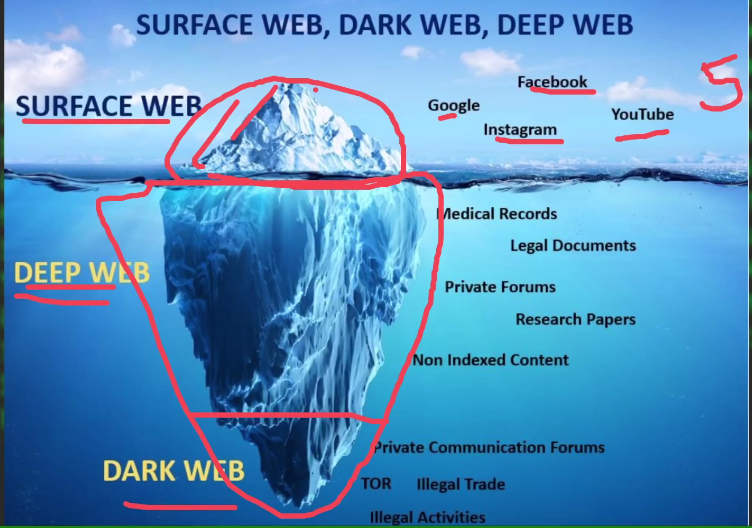 SURFACE WEB, DARK WEB, DEEP WEB
Facebook
SURFACE WEB
Google
YouTube
Instagram
5
Medical Records
Legal Documents
DEEP WEB
Private Forums
Research Papers
Non Indexed Content
Private Communication Forums
DARK WEB
TOR Illegal Trade
Illegal Activities